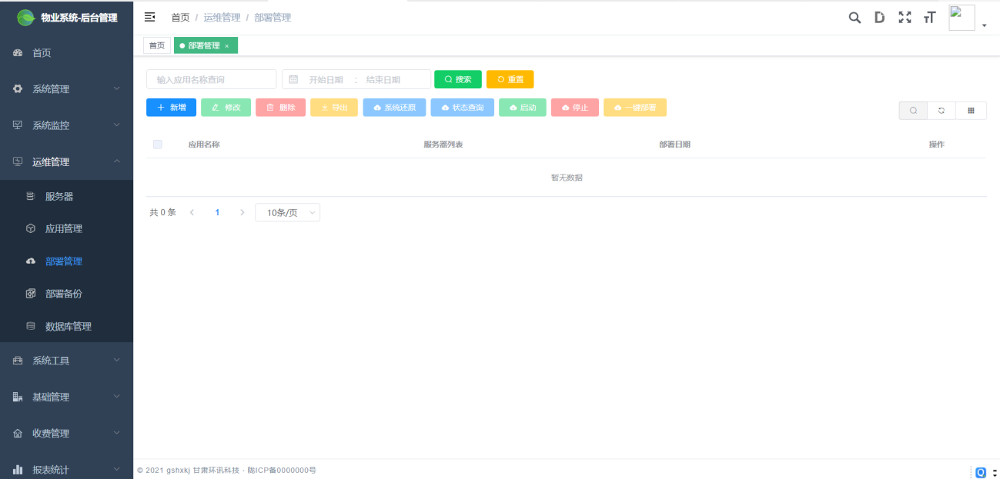 物业系统-后台管理
首页 / 运维管理 / 部署管理
首页
部署管理 ×
首页
系统管理
系统监控
运维管理
服务器
应用管理
部署管理
部署备份
数据库管理
系统工具
基础管理
收费管理
报表统计
输入应用名称查询 开始日期 : 结束日期 搜索 重置
新增 修改 删除 导出 系统还原 状态查询 启动 停止 一键部署
应用名称 服务器列表 部署日期 操作
暂无数据
共 0 条 1 10条/页
© 2021 gshxkj 甘肃环讯科技 · 陇ICP备0000000号